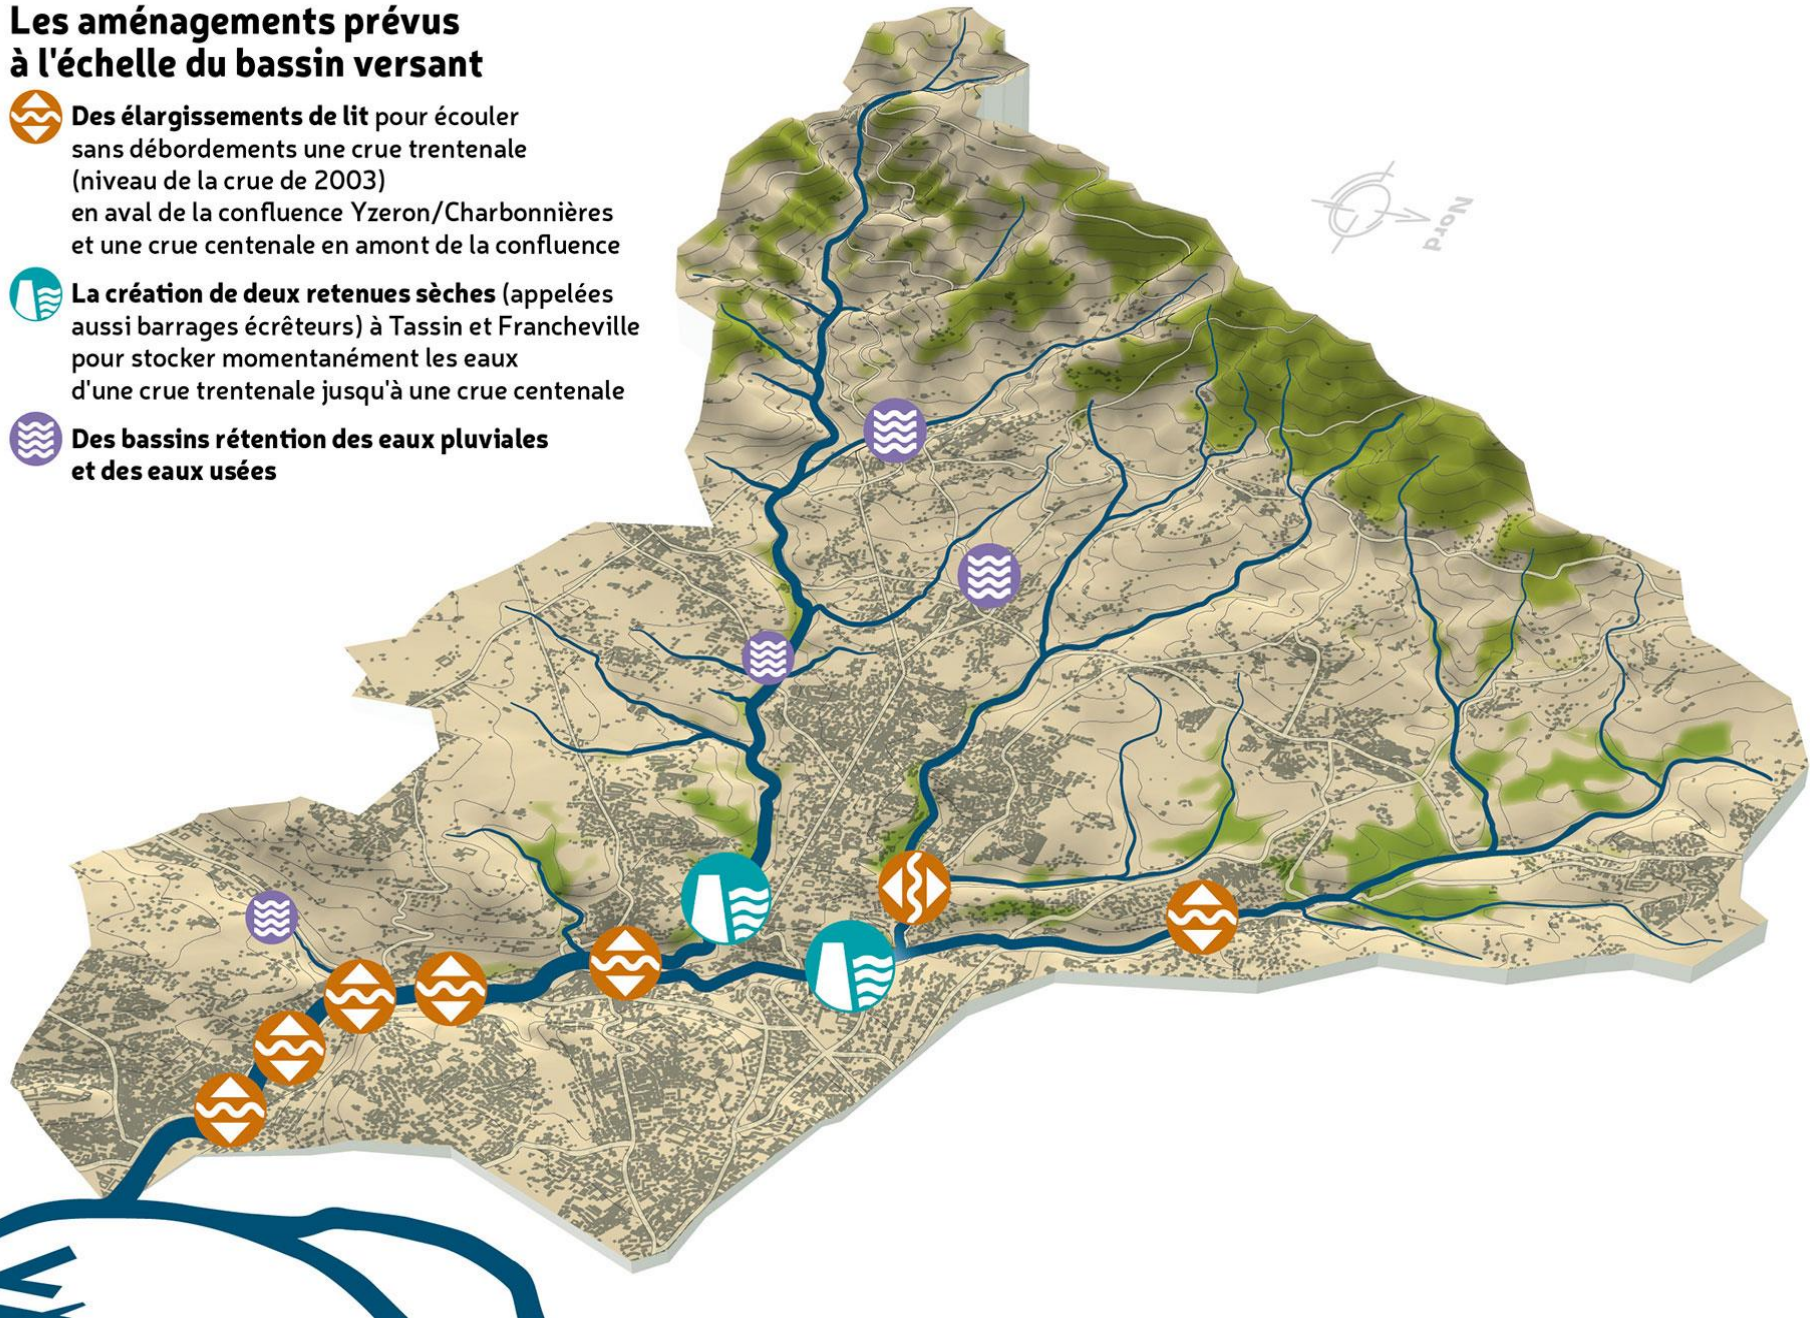 Les aménagements prévus
à l'échelle du bassin versant
Des élargissements de lit pour écouler
sans débordements une crue trentenale
(niveau de la crue de 2003)
en aval de la confluence Yzeron/Charbonnières
et une crue centenale en amont de la confluence
La création de deux retenues sèches (appelées
aussi barrages écrêteurs) à Tassin et Francheville
pour stocker momentanément les eaux
d'une crue trentenale jusqu'à une crue centenale
Des bassins rétention des eaux pluviales
et des eaux usées
Nord